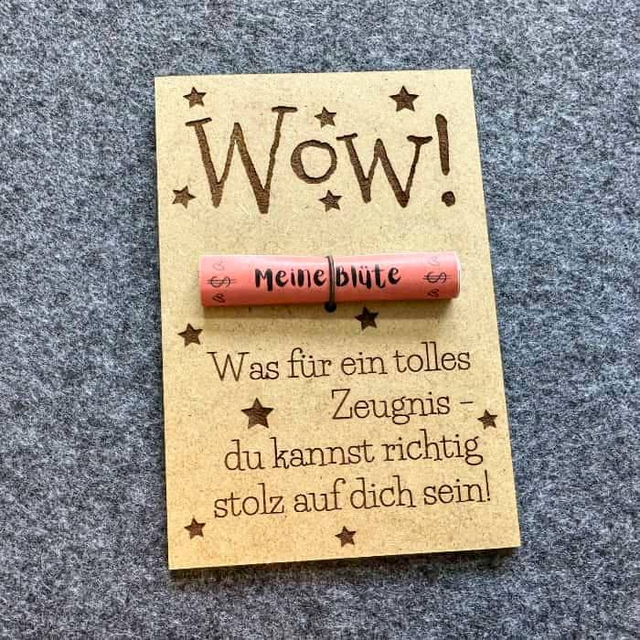 Wow!
$ Meine Blüte $
Was für ein tolles
Zeugnis –
du kannst richtig
stolz auf dich sein!